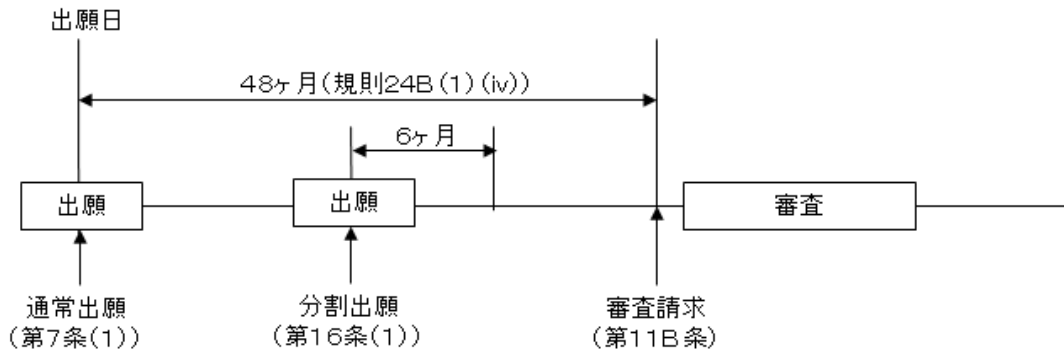 出願日
48ヶ月(規則24B(1)(iv))
6ヶ月
出願
出願
審査
通常出願
(第7条(1))
分割出願
(第16条(1))
審査請求
(第11B条)